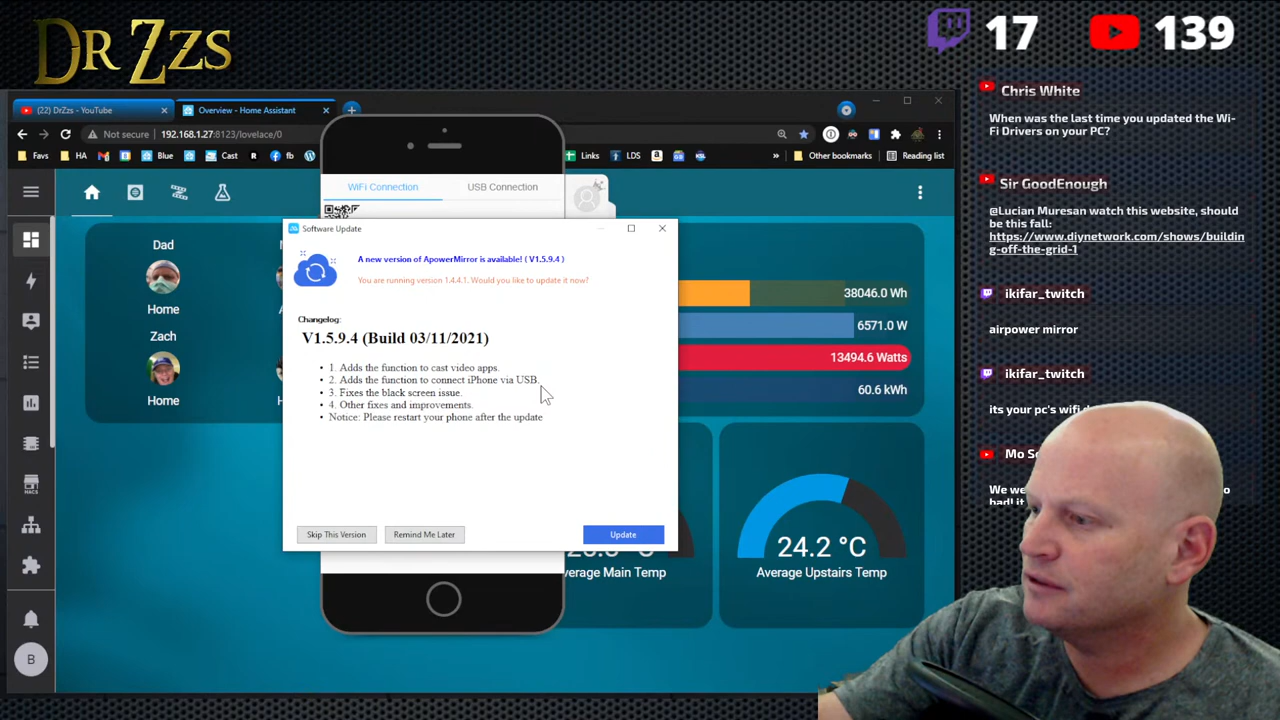 DR ZZS
17
139
(22) DrZzs - YouTube
Overview - Home Assistant
Not secure
192.168.1.27:8123/lovelace/0
Favs
HA
Blue
Cast
fb
Links
LDS
Other bookmarks
Reading list
WiFi Connection
USB Connection
Software Update
A new version of ApowerMirror is available! ( V1.5.9.4 )
You are running version 1.4.4.1. Would you like to update it now?
Changelog:
V1.5.9.4 (Build 03/11/2021)
1. Adds the function to cast video apps.
2. Adds the function to connect iPhone via USB.
3. Fixes the black screen issue.
4. Other fixes and improvements.
Notice: Please restart your phone after the update
Skip This Version
Remind Me Later
Update
Dad
Home
Zach
Home
38046.0 Wh
6571.0 W
13494.6 Watts
60.6 kWh
verage Main Temp
24.2 °C
Average Upstairs Temp
HACS
B
Chris White
When was the last time you updated the Wi-
Fi Drivers on your PC?
Sir GoodEnough
@Lucian Muresan watch this website, should
be this fall:
https://www.diynetwork.com/shows/buildin
g-off-the-grid-1
ikifar_twitch
airpower mirror
ikifar_twitch
its your pc's wifi d
Mo S
We we
bad!